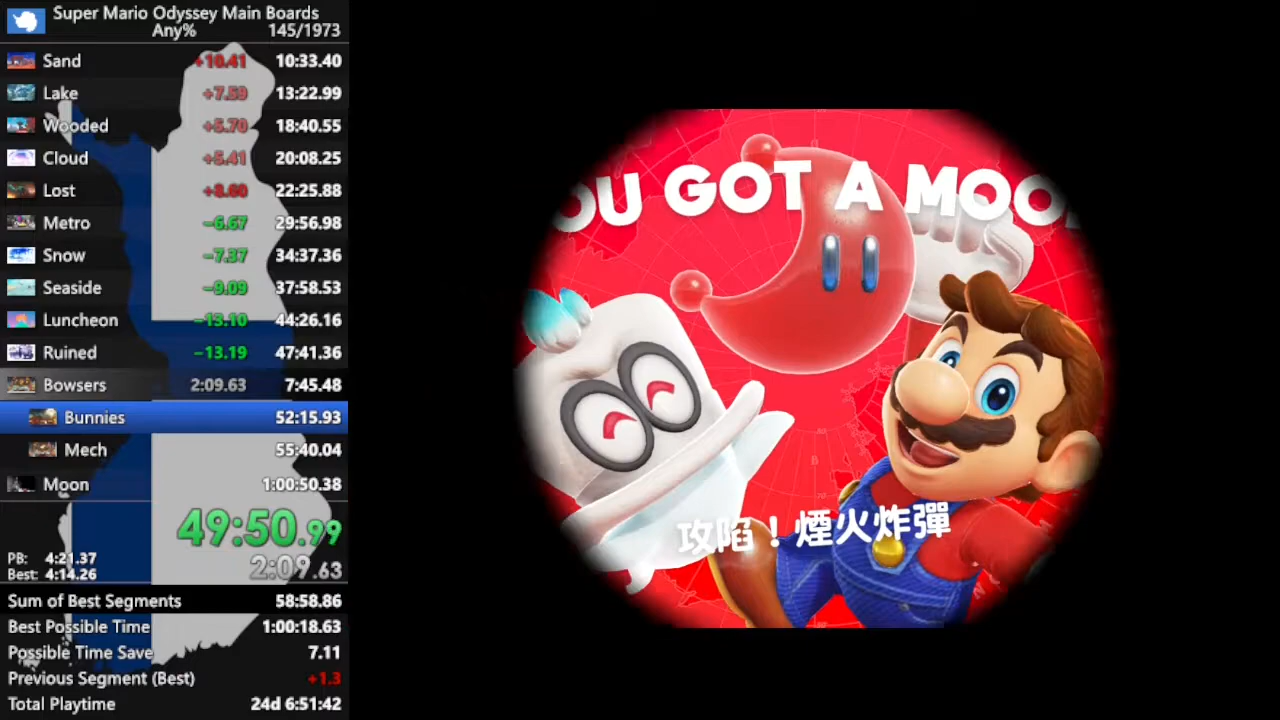 Super Mario Odyssey Main Boards
Any% 145/1973
Sand +10.41 10:33.40
Lake +7.59 13:22.99
Wooded +5.70 18:40.55
Cloud +5.41 20:08.25
Lost +8.60 22:25.88
Metro -6.67 29:56.98
Snow -7.37 34:37.36
Seaside -9.09 37:58.53
Luncheon -13.10 44:26.16
Ruined -13.19 47:41.36
Bowsers 2:09.63 7:45.48
Bunnies 52:15.93
Mech 55:40.04
Moon 1:00:50.38
49:50.99
PB: 4:21.37
Best: 4:14.26
2:09.63
Sum of Best Segments 58:58.86
Best Possible Time 1:00:18.63
Possible Time Save 7.11
Previous Segment (Best) +1.3
Total Playtime 24d 6:51:42
OU GOT A MOO
攻陷！煙火炸彈